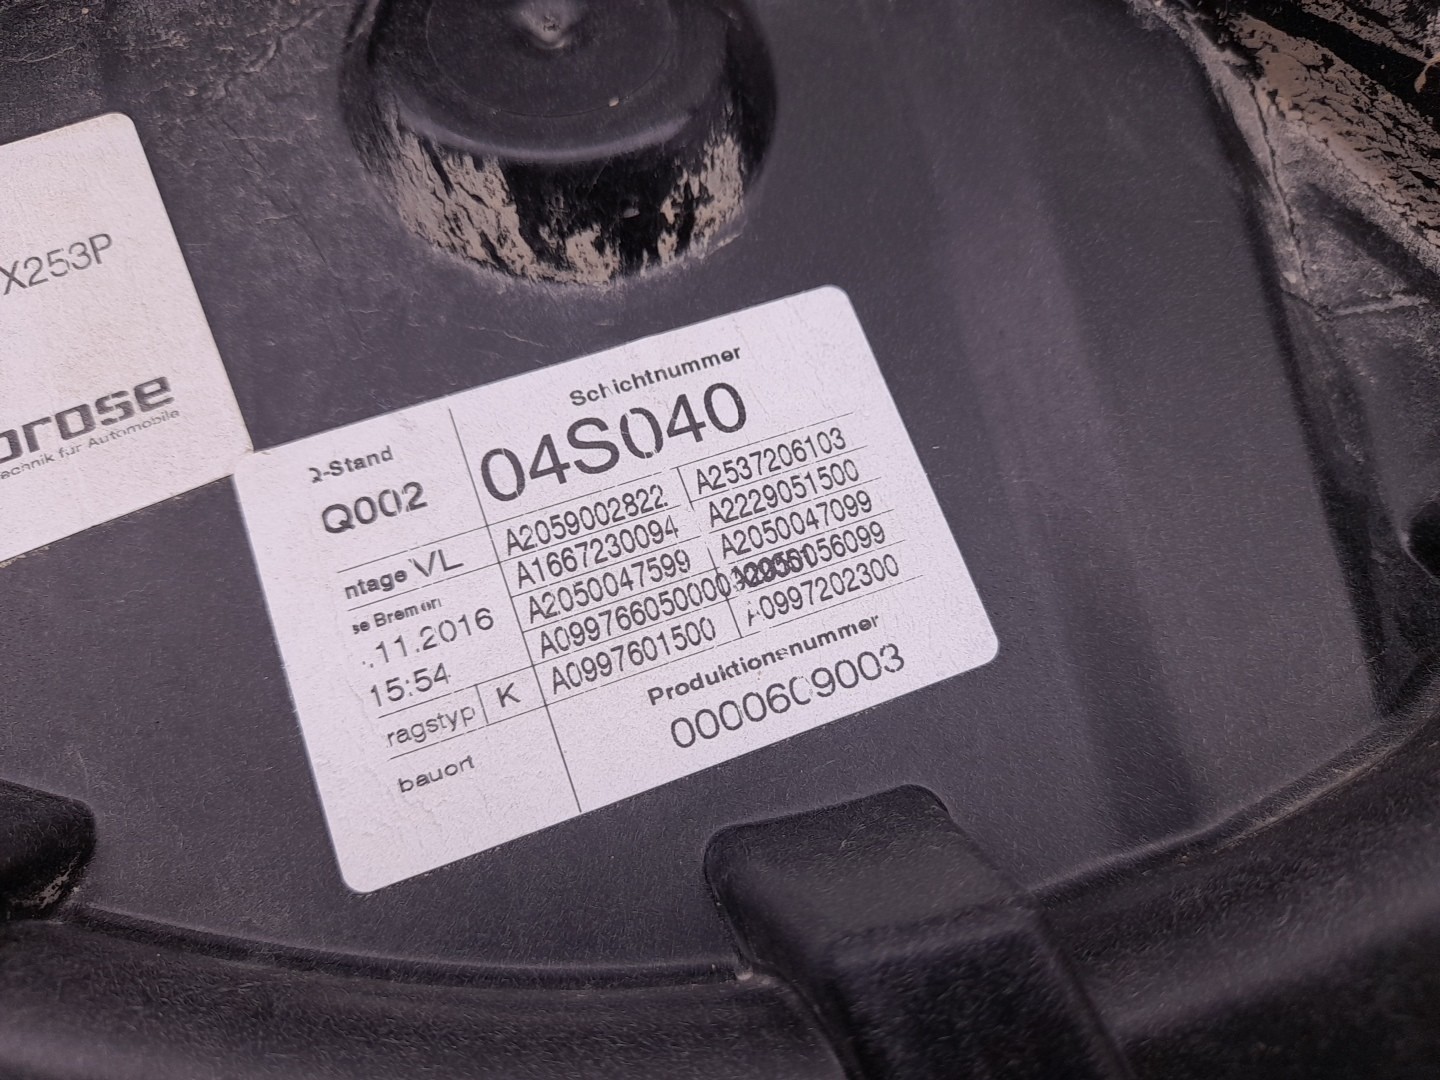 X253P
brose
Technik für Automobile
Q-Stand
Q002
Schichtnummer
04S040
ntage VL
se Bremen
.11.2016
15:54
ragstyp K
bauort
A2059002822 A2537206103
A1667230094 A2229051500
A2050047599 A2050047099
A0997660500003
A0997601500 A0997202300
Produktionsnummer
0000609003